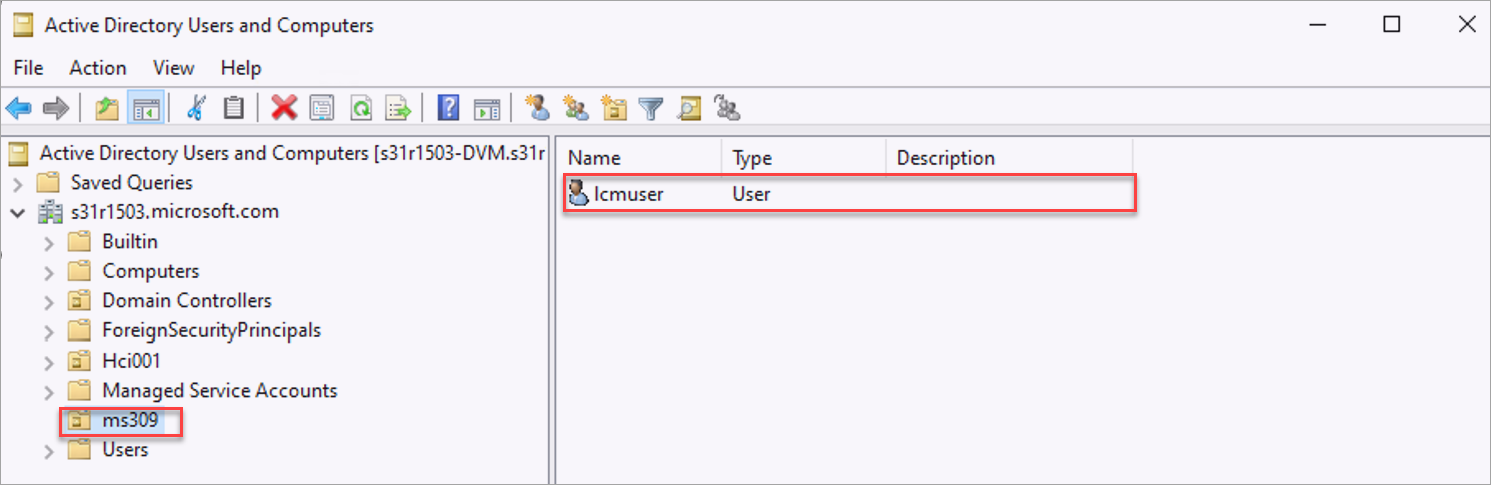 Active Directory Users and Computers
File Action View Help
Active Directory Users and Computers [s31r1503-DVM.s31r
Saved Queries
s31r1503.microsoft.com
Builtin
Computers
Domain Controllers
ForeignSecurityPrincipals
Hci001
Managed Service Accounts
ms309
Users
Name Type Description
lcmuser User